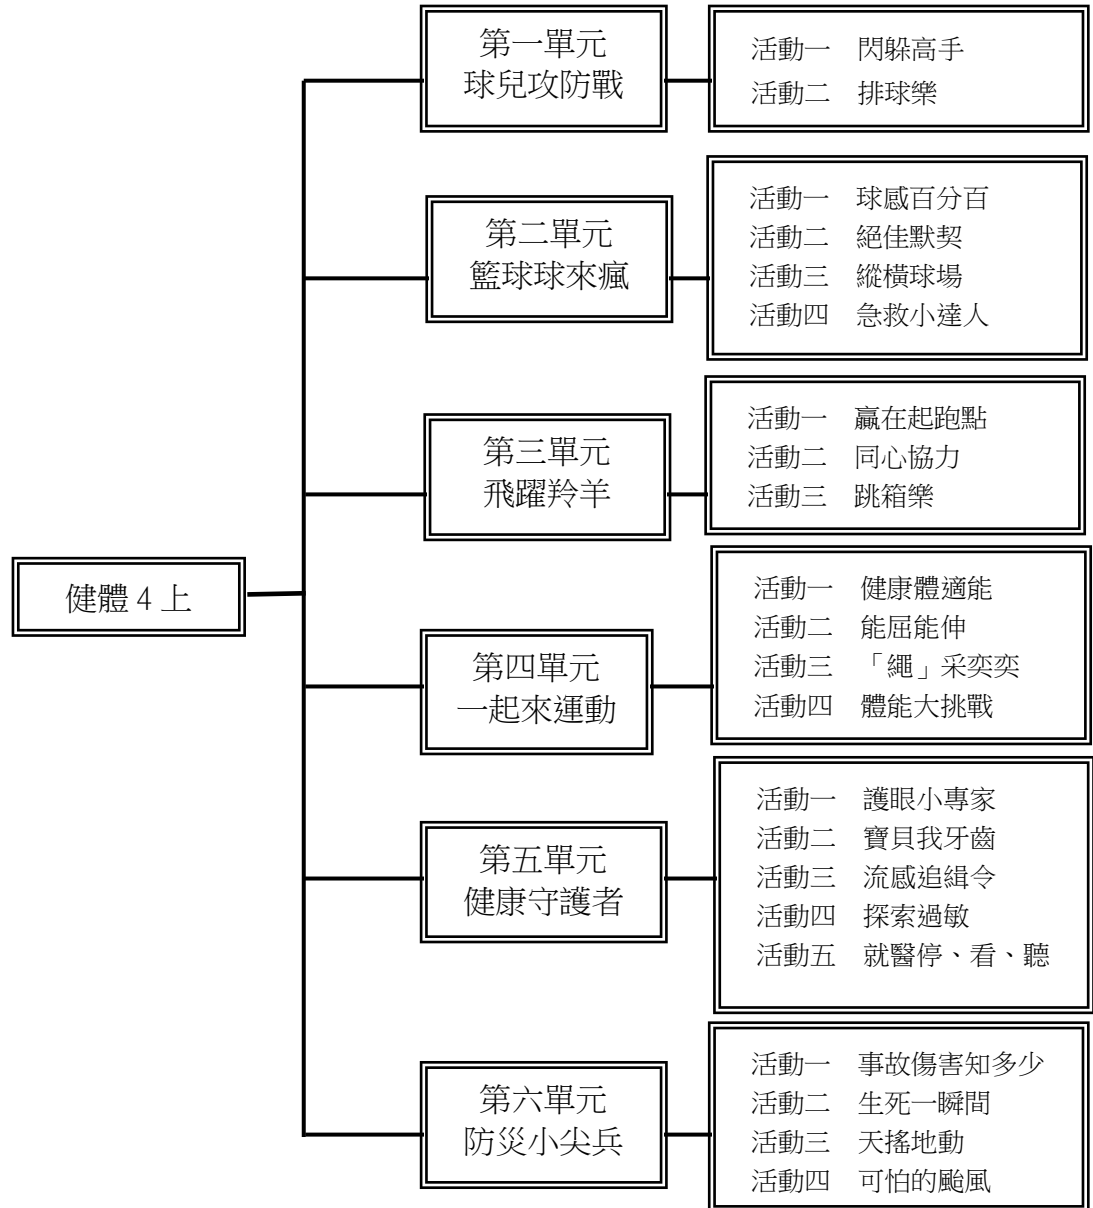 健體 4 上
第一單元
球兒攻防戰
活動一　閃躲高手
活動二　排球樂
第二單元
籃球球來瘋
活動一　球感百分百
活動二　絕佳默契
活動三　縱橫球場
活動四　急救小達人
第三單元
飛躍羚羊
活動一　贏在起跑點
活動二　同心協力
活動三　跳箱樂
第四單元
一起來運動
活動一　健康體適能
活動二　能屈能伸
活動三　「繩」采奕奕
活動四　體能大挑戰
第五單元
健康守護者
活動一　護眼小專家
活動二　寶貝我牙齒
活動三　流感追緝令
活動四　探索過敏
活動五　就醫停、看、聽
第六單元
防災小尖兵
活動一　事故傷害知多少
活動二　生死一瞬間
活動三　天搖地動
活動四　可怕的颱風